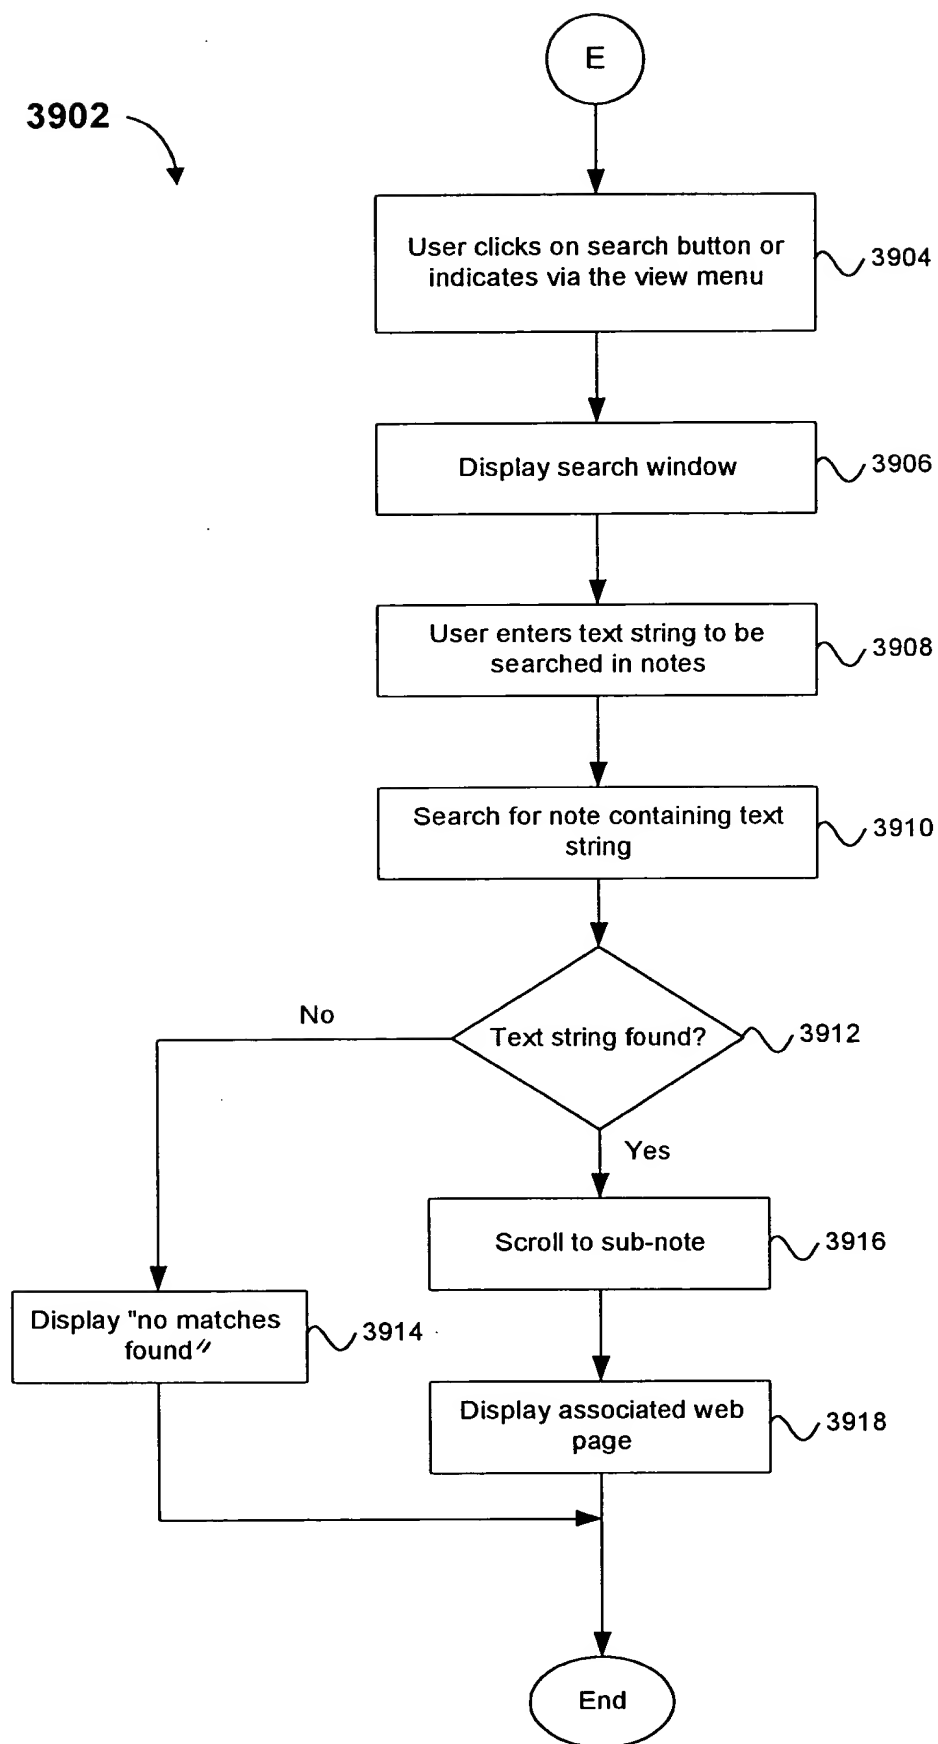 E
3902
User clicks on search button or
indicates via the view menu
3904
Display search window
3906
User enters text string to be
searched in notes
3908
Search for note containing text
string
3910
No
Text string found?
3912
Yes
Scroll to sub-note
3916
Display "no matches
found"
3914
Display associated web
page
3918
End